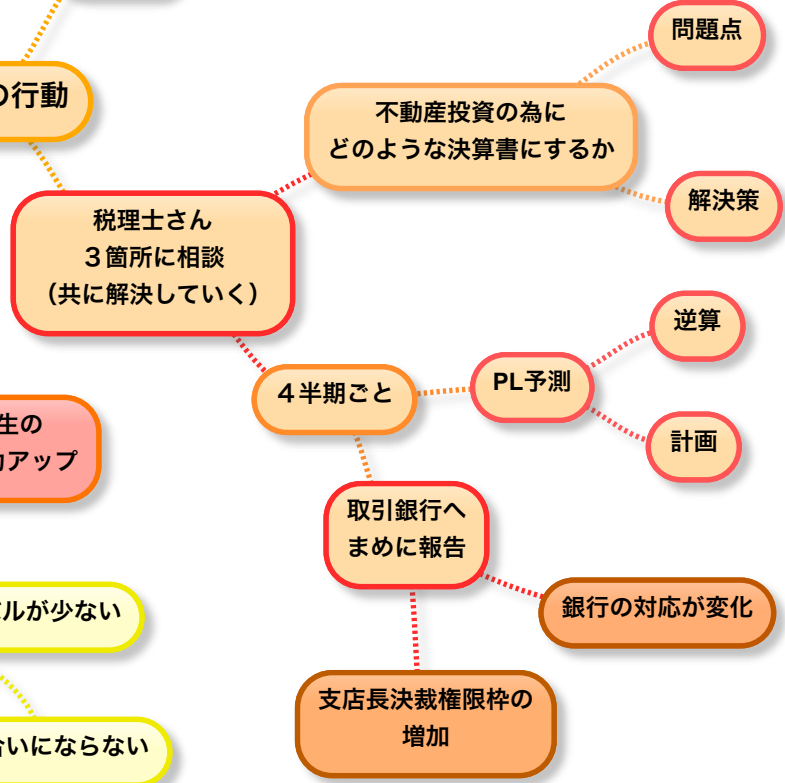 問題点
の行動
不動産投資の為に
どのような決算書にするか
解決策
税理士さん
３箇所に相談
（共に解決していく）
逆算
４半期ごと
PL予測
計画
生の
アップ
取引銀行へ
まめに報告
ルが少ない
銀行の対応が変化
支店長決裁権限枠の
増加
いにならない